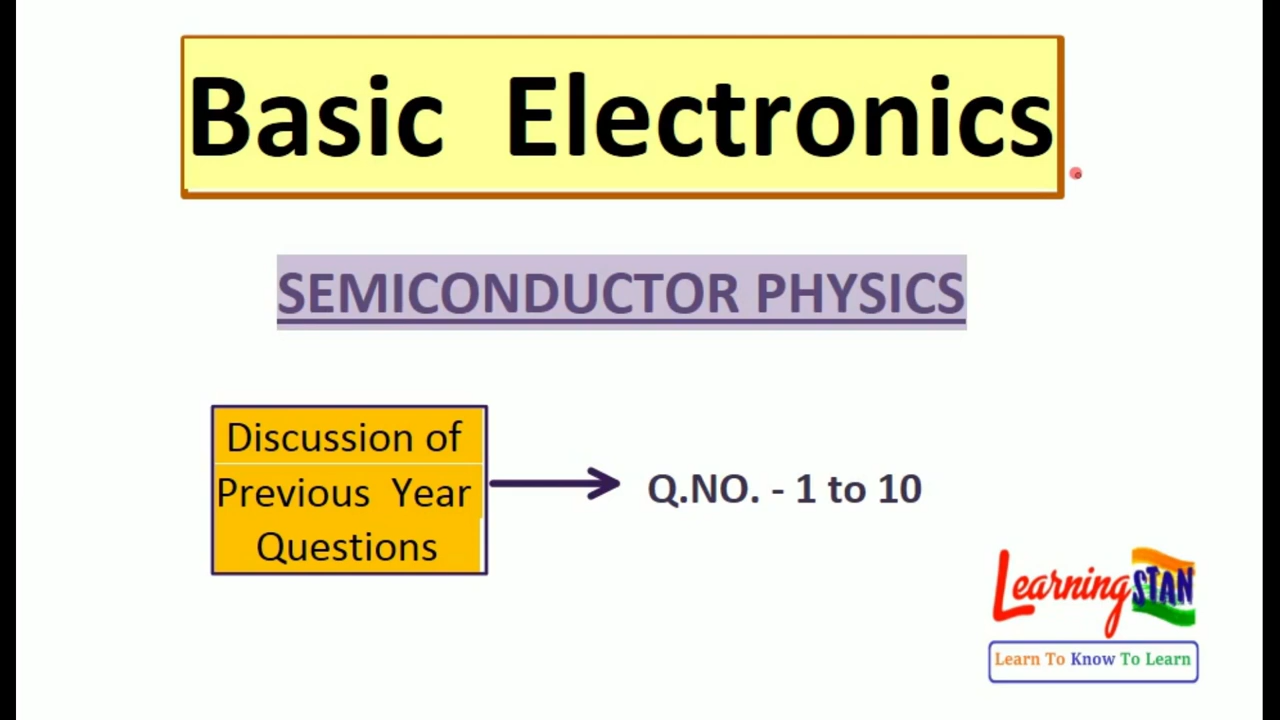 Basic Electronics
SEMICONDUCTOR PHYSICS
Discussion of
Previous Year
Questions
Q.NO. - 1 to 10
LearningSTAN
Learn To Know To Learn